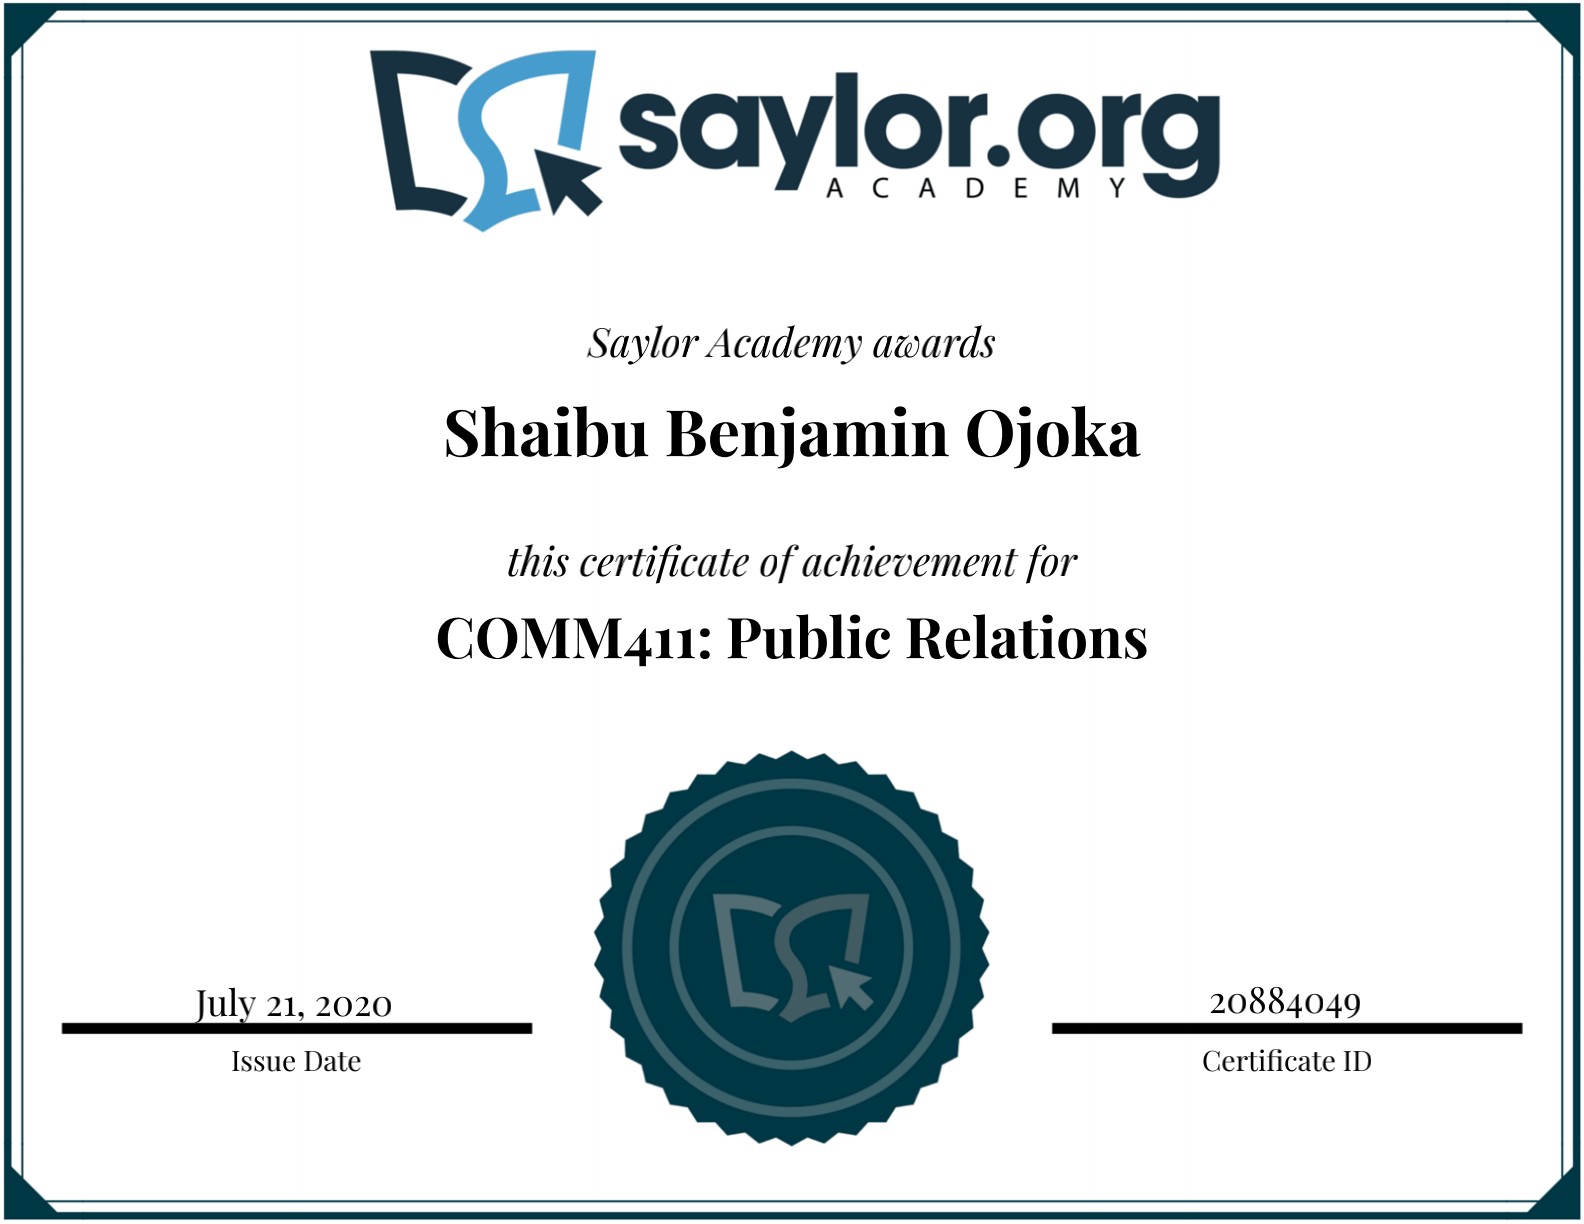 saylor.org
ACADEMY
Saylor Academy awards
Shaibu Benjamin Ojoka
this certificate of achievement for
COMM411: Public Relations
July 21, 2020
Issue Date
20884049
Certificate ID